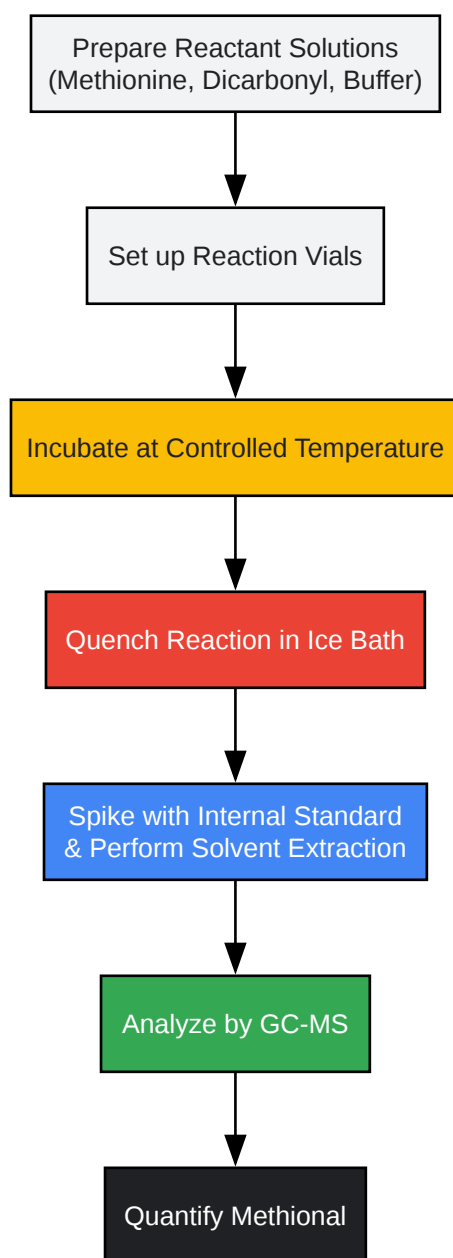 Prepare Reactant Solutions
(Methionine, Dicarbonyl, Buffer)
Set up Reaction Vials
Incubate at Controlled Temperature
Quench Reaction in Ice Bath
Spike with Internal Standard
& Perform Solvent Extraction
Analyze by GC-MS
Quantify Methional